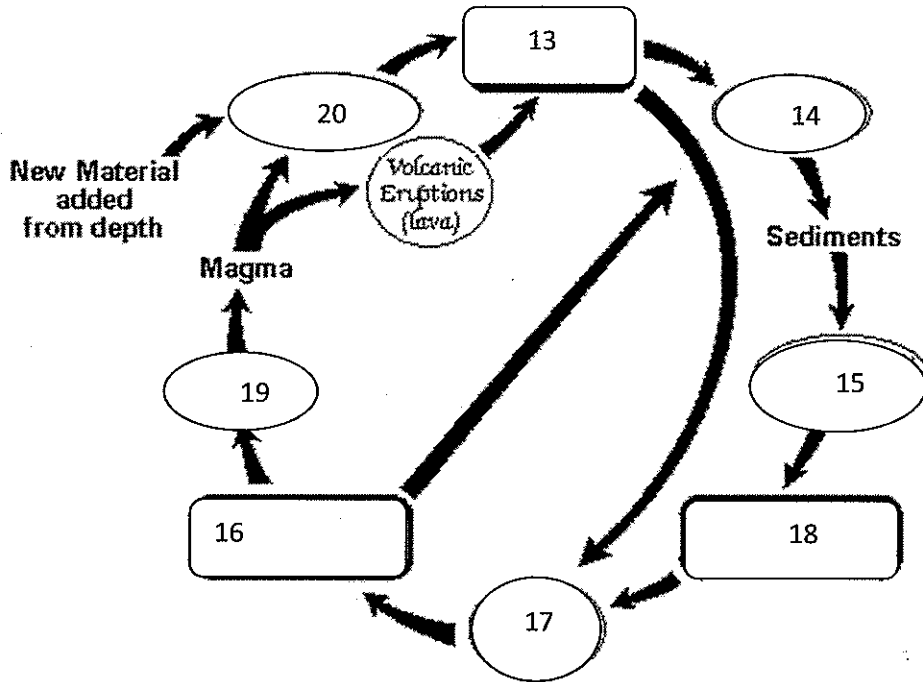 13
14
20
Volcanic
Eruptions
(lava)
New Material
added
from depth
Sediments
Magma
15
19
16
18
17